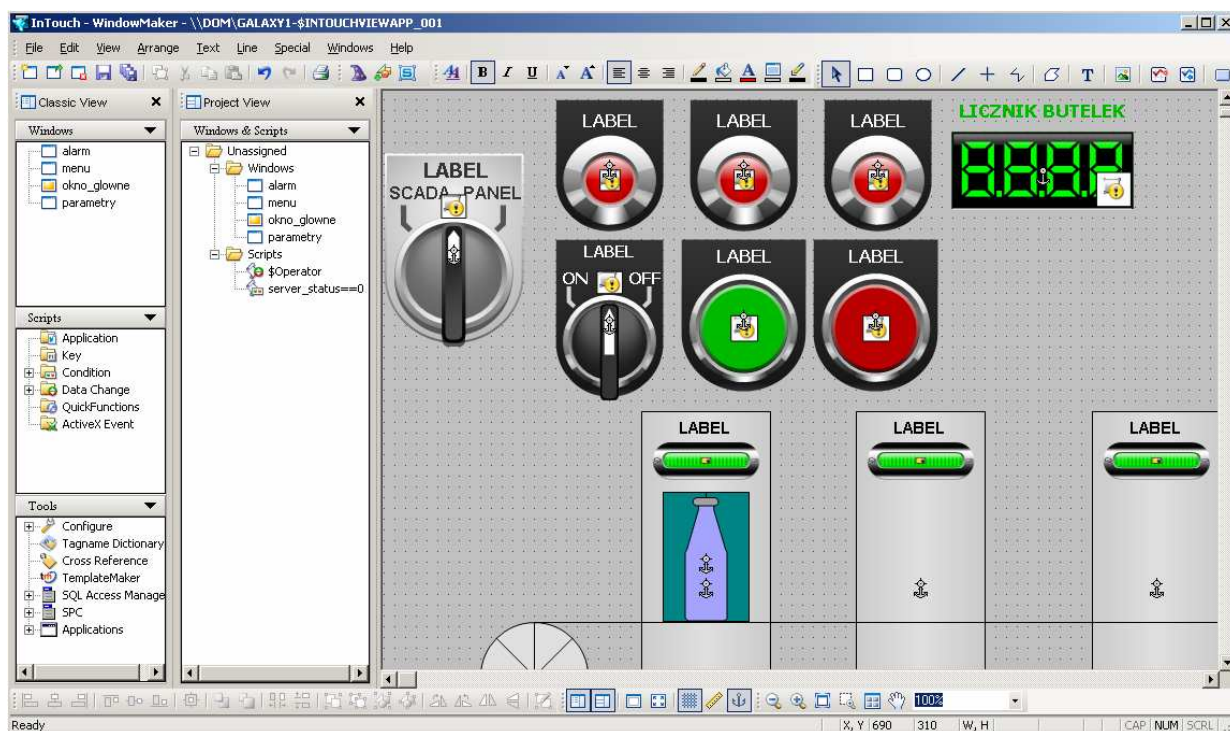 InTouch - WindowMaker - \\DOM\GALAXY1-$INTOUCHVIEWAPP_001
File Edit View Arrange Text Line Special Windows Help
Classic View
Windows
alarm
menu
okno_glowne
parametry
Scripts
Application
Key
Condition
Data Change
QuickFunctions
ActiveX Event
Tools
Configure
Tagname Dictionary
Cross Reference
TemplateMaker
SQL Access Manage
SPC
Applications
Project View
Windows & Scripts
Unassigned
Windows
alarm
menu
okno_glowne
parametry
Scripts
$Operator
server_status==0
LABEL
SCADA PANEL
LABEL LABEL LABEL
LICZNIK BUTELEK
LABEL LABEL LABEL
ON OFF
LABEL LABEL LABEL
100%
Ready X, Y 690 310 W, H CAP NUM SCRL